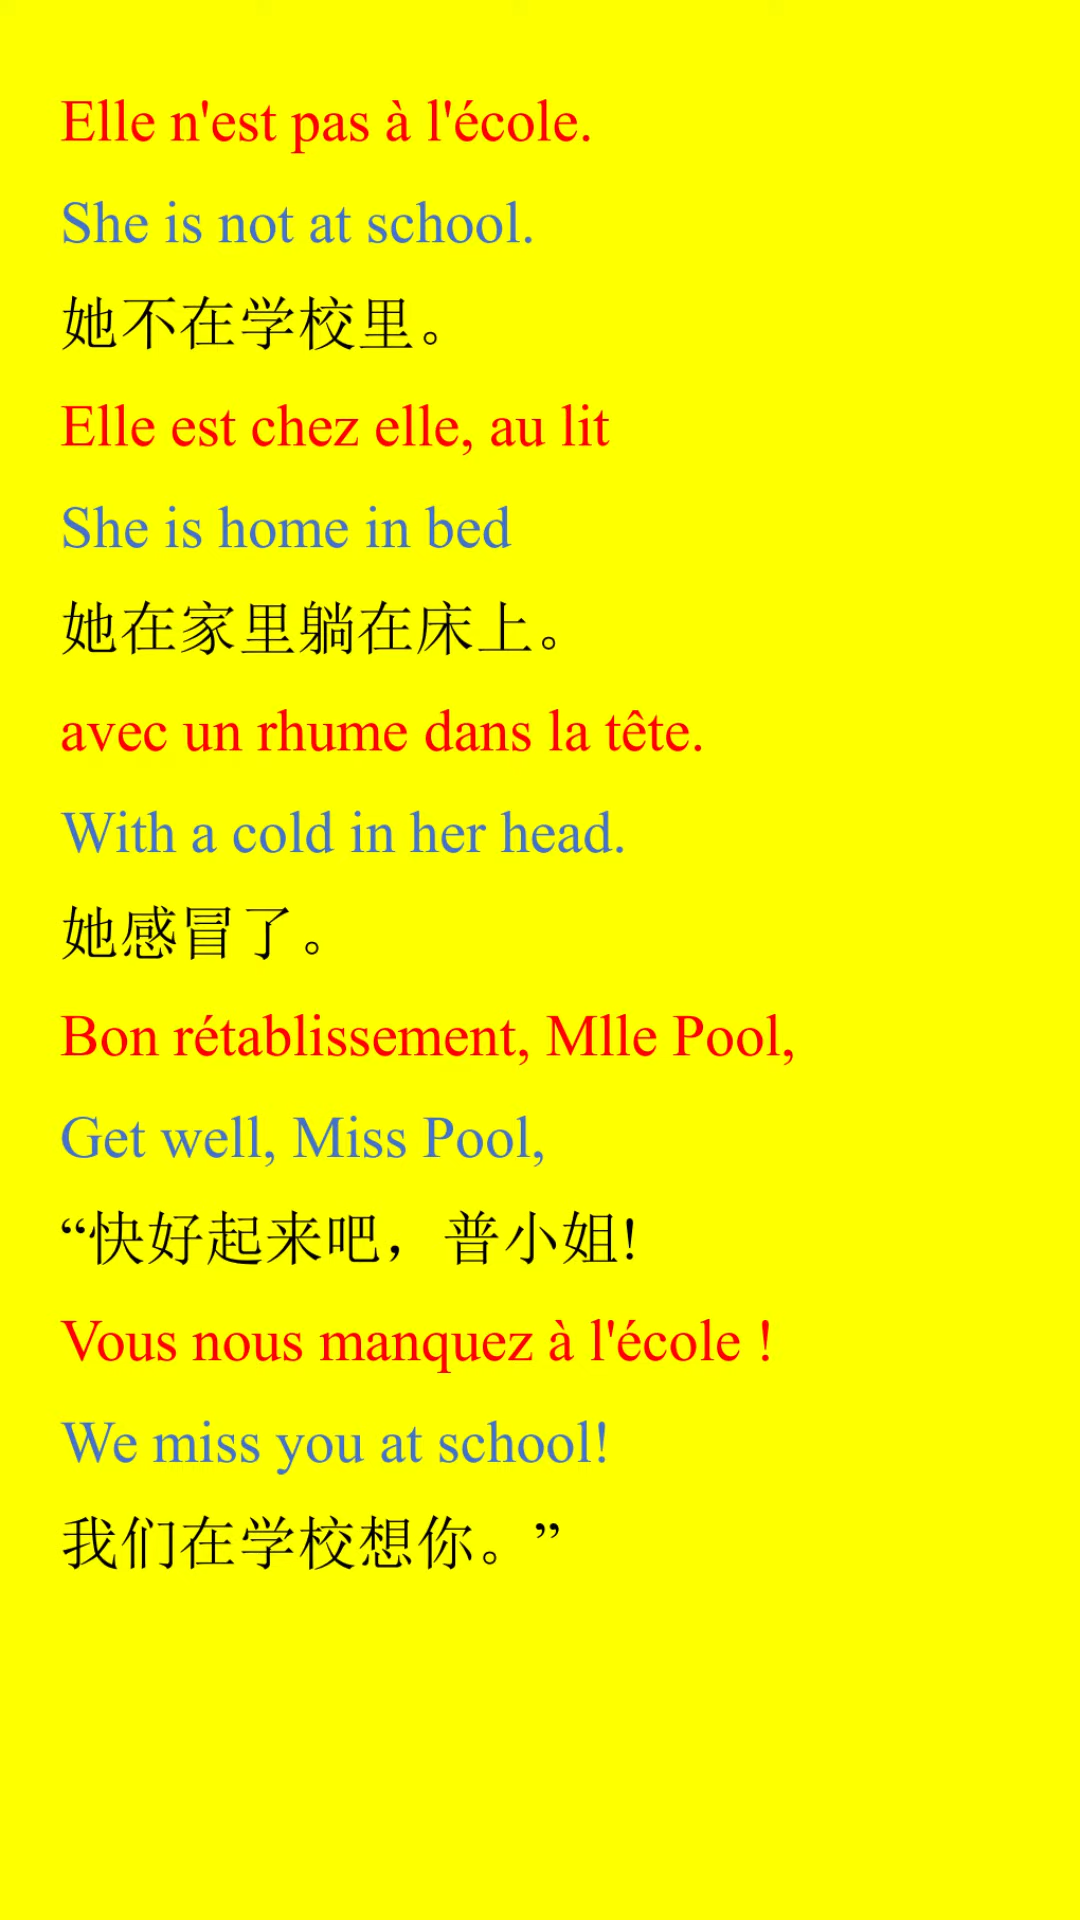 Elle n'est pas à l'école.
She is not at school.
她不在学校里。
Elle est chez elle, au lit
She is home in bed
她在家里躺在床上。
avec un rhume dans la tête.
With a cold in her head.
她感冒了。
Bon rétablissement, Mlle Pool,
Get well, Miss Pool,
“快好起来吧，普小姐!
Vous nous manquez à l'école !
We miss you at school!
我们在学校想你。”